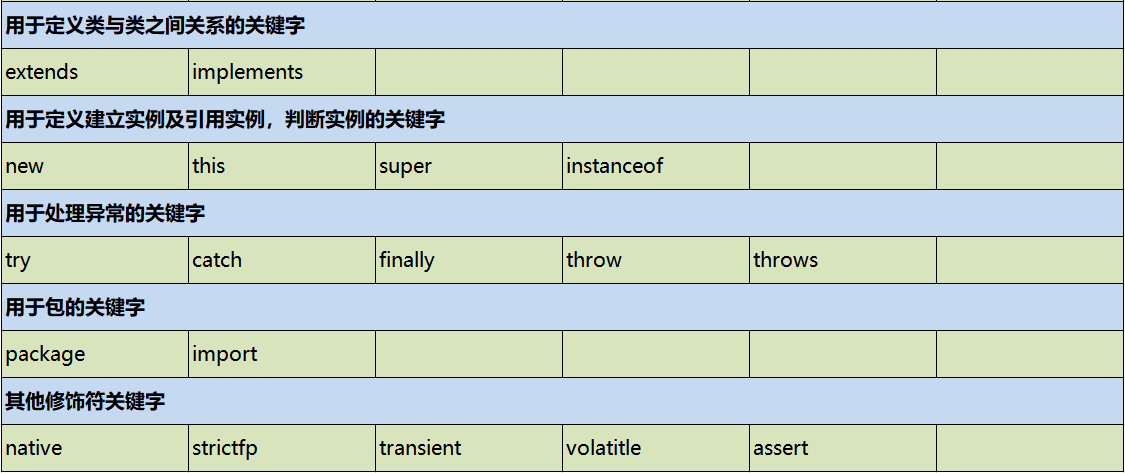 用于定义类与类之间关系的关键字
extends implements
用于定义建立实例及引用实例，判断实例的关键字
new this super instanceof
用于处理异常的关键字
try catch finally throw throws
用于包的关键字
package import
其他修饰符关键字
native strictfp transient volatitle assert